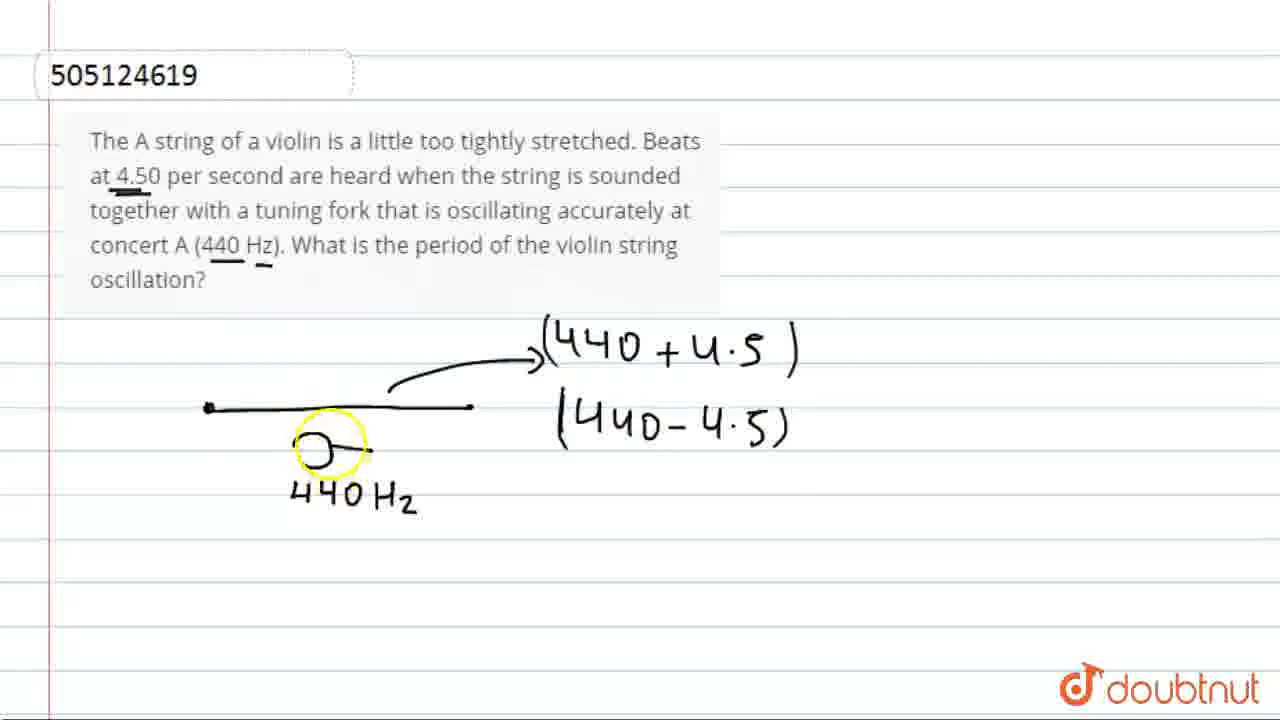 505124619
The A string of a violin is a little too tightly stretched. Beats
at 4.50 per second are heard when the string is sounded
together with a tuning fork that is oscillating accurately at
concert A (440 Hz). What is the period of the violin string
oscillation?
(440 + 4.5)
(440 - 4.5)
440 Hz
doubtnut